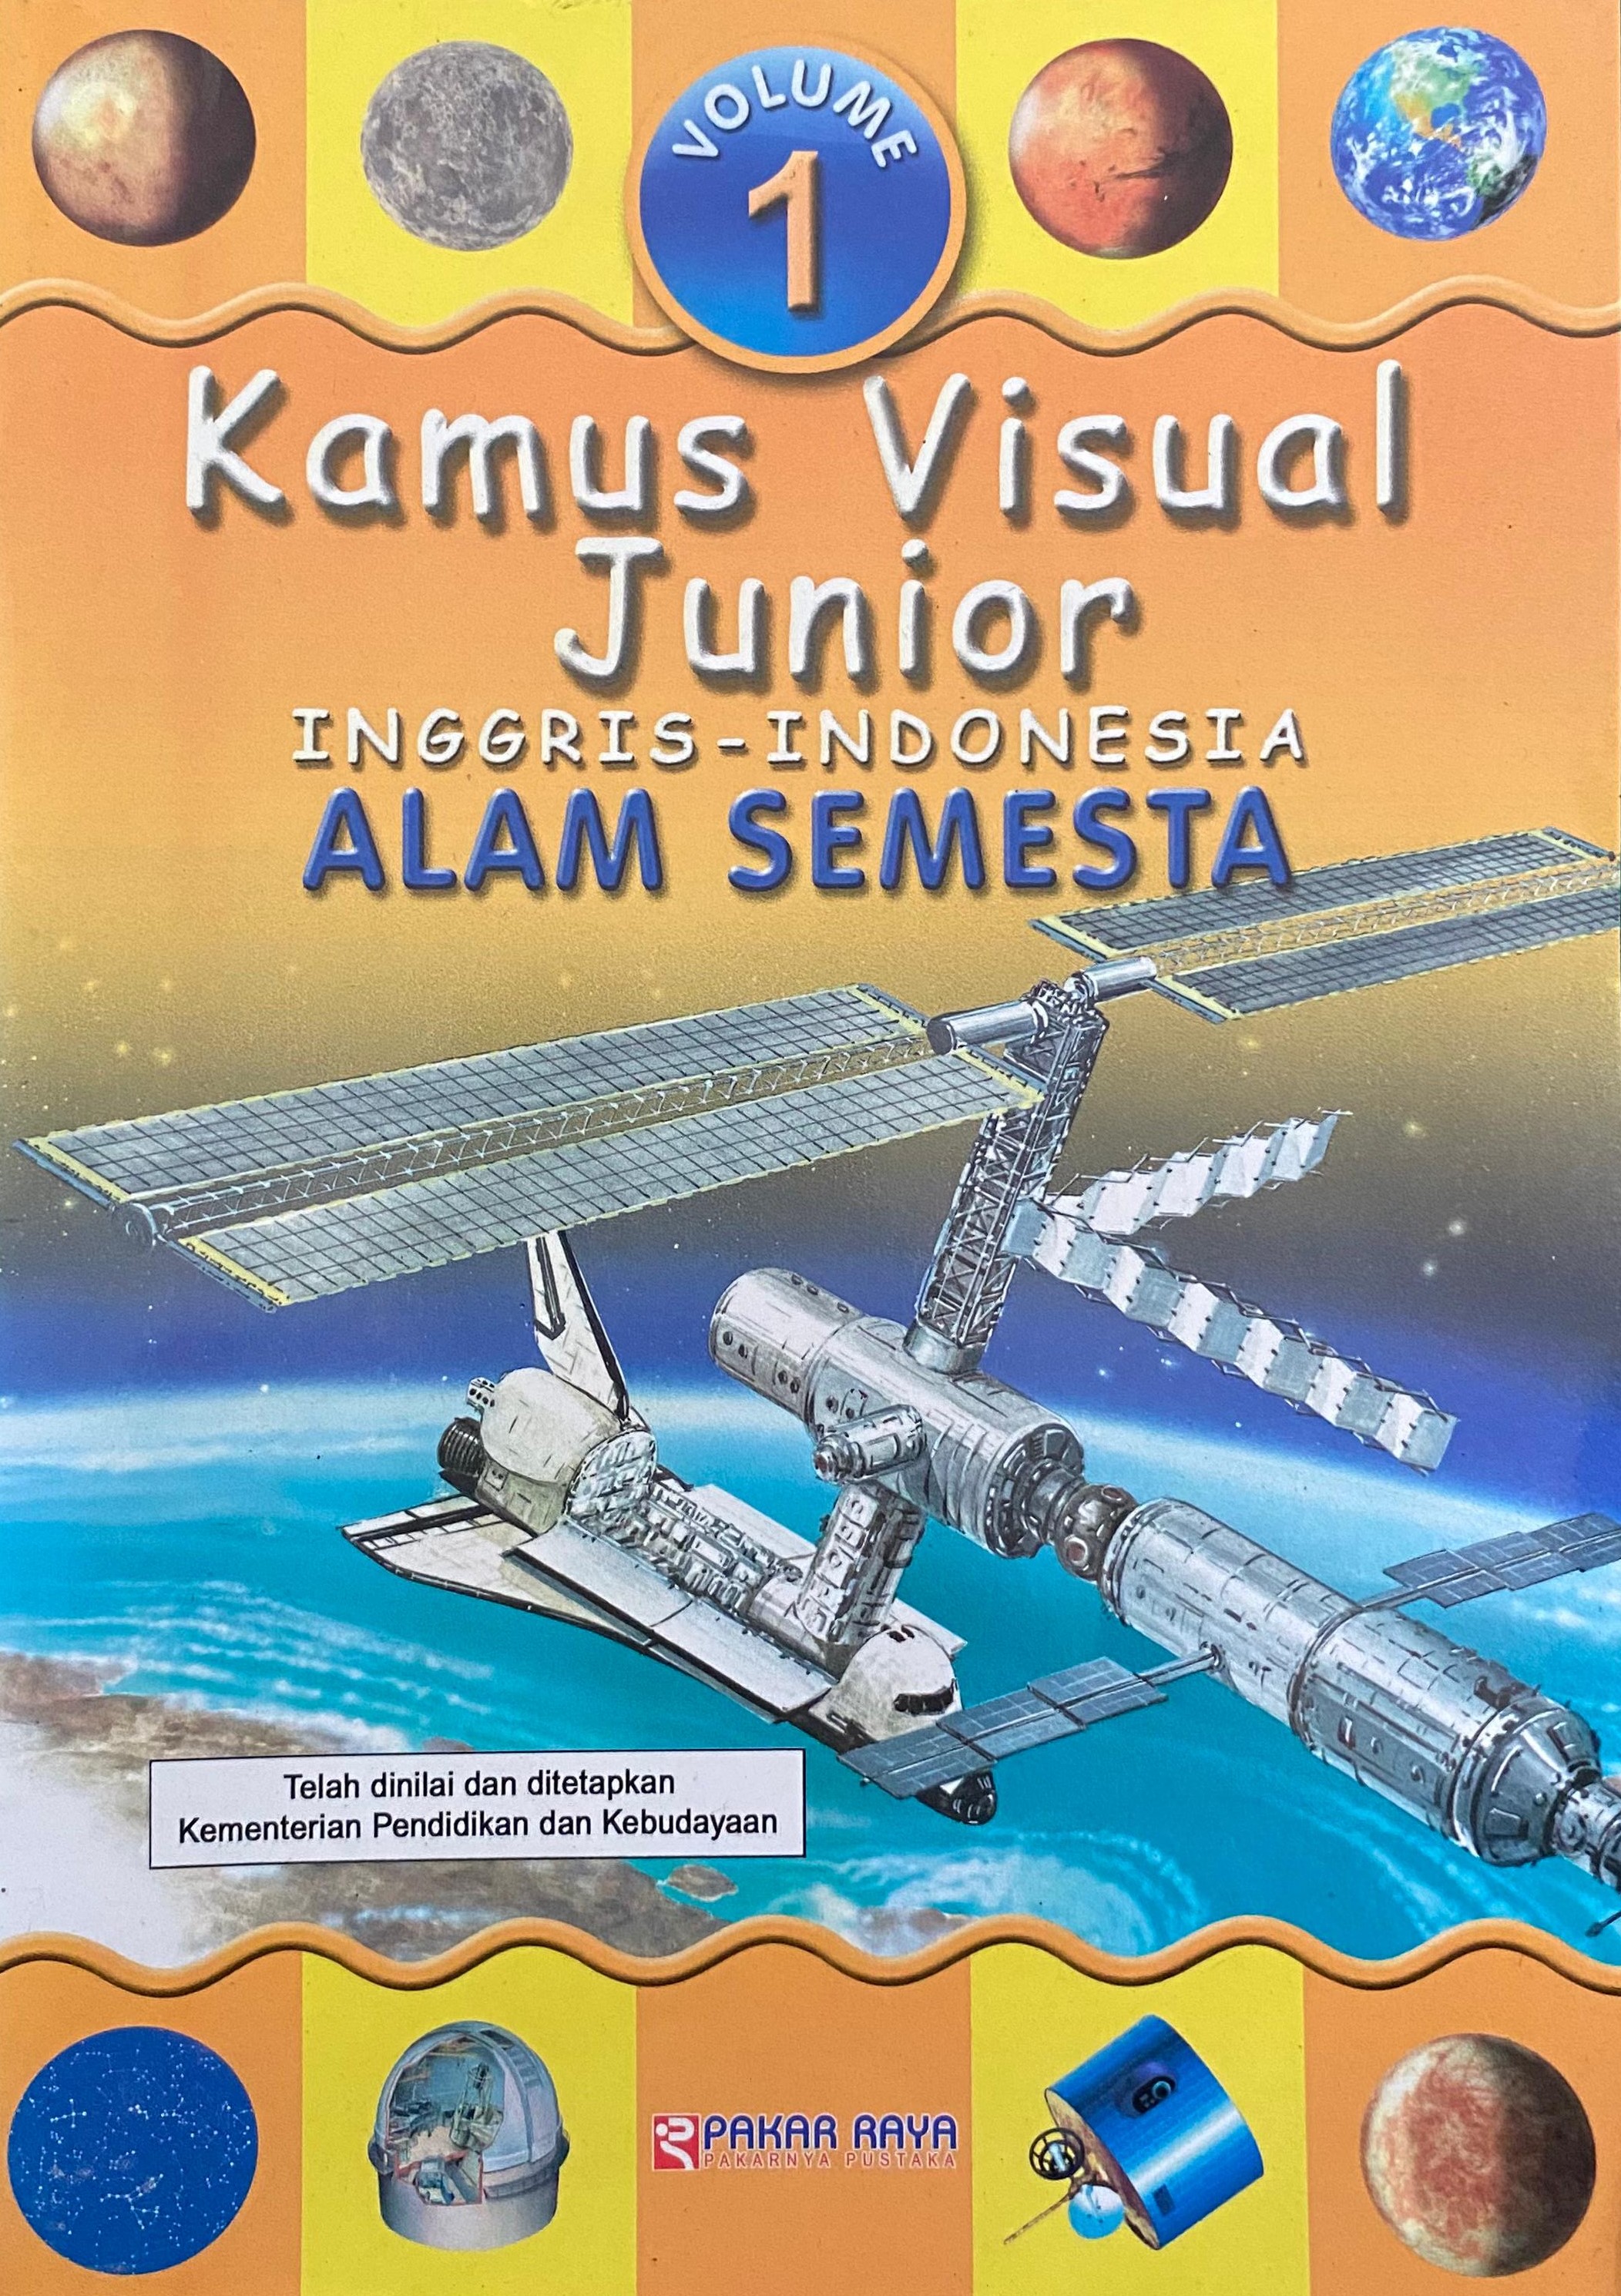 VOLUME
1
Kamus Visual
Junior
INGGRIS-INDONESIA
ALAM SEMESTA
Telah dinilai dan ditetapkan
Kementerian Pendidikan dan Kebudayaan
PAKAR RAYA
PAKARNYA PUSTAKA